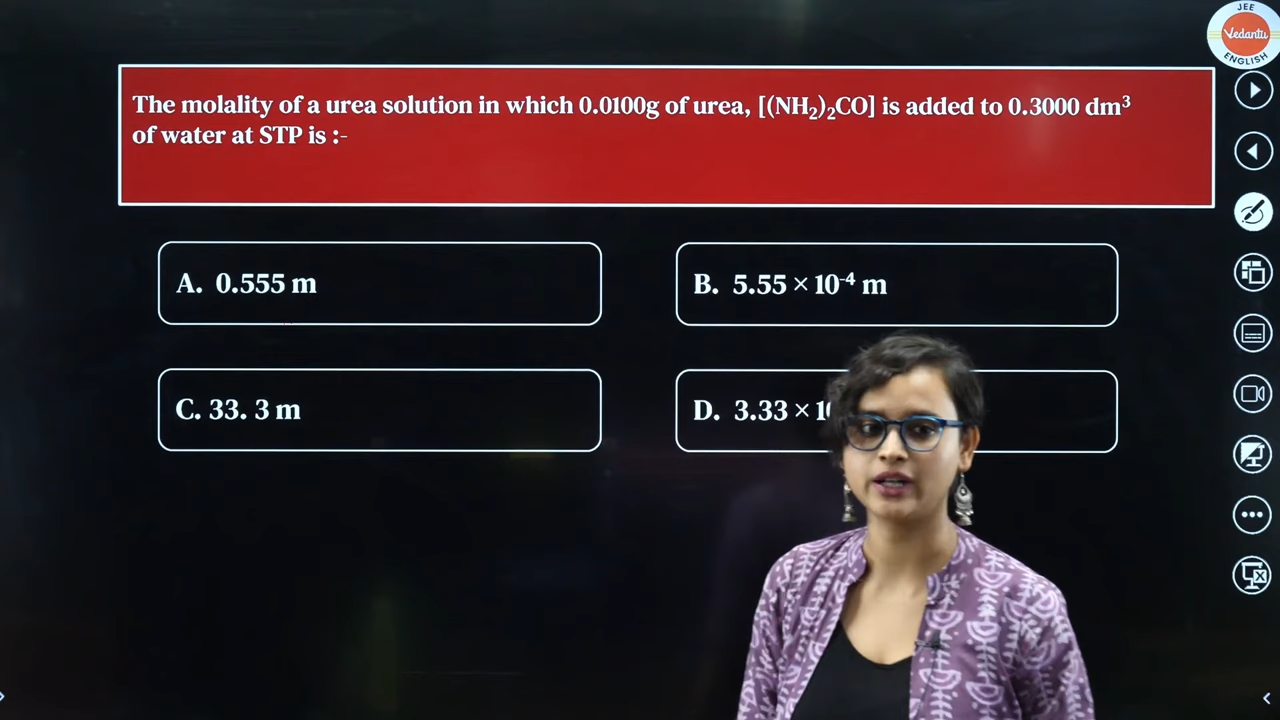 JEE
Vedantu
ENGLISH
The molality of a urea solution in which 0.0100g of urea, [(NH₂)₂CO] is added to 0.3000 dm³
of water at STP is :-
A. 0.555 m
B. 5.55 × 10⁻⁴ m
C. 33. 3 m
D. 3.33 ×